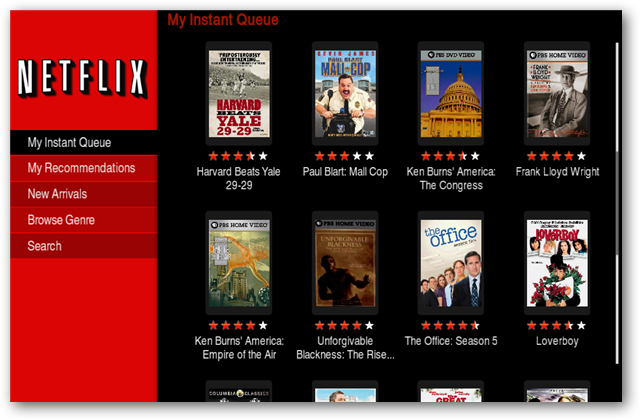 My Instant Queue
NETFLIX
My Instant Queue
My Recommendations
New Arrivals
Browse Genre
Search
PREPOSTEROUSLY
ENTERTAINING...
HARVARD
BEATS
YALE
29-29
KEVIN JAMES
PAUL BLART
MALL COP
PBS DVD VIDEO
PBS HOME VIDEO
FRANK
LLOYD
WRIGHT
Harvard Beats Yale
29-29
Paul Blart: Mall Cop
Ken Burns' America:
The Congress
Frank Lloyd Wright
PBS HOME VIDEO
PBS HOME VIDEO
UNFORGIVABLE
BLACKNESS
the office
SEASON FIVE
LOVERBOY
Ken Burns' America:
Empire of the Air
Unforgivable
Blackness: The Rise...
The Office: Season 5
Loverboy
COLUMBIA CLASSICS
GREAT